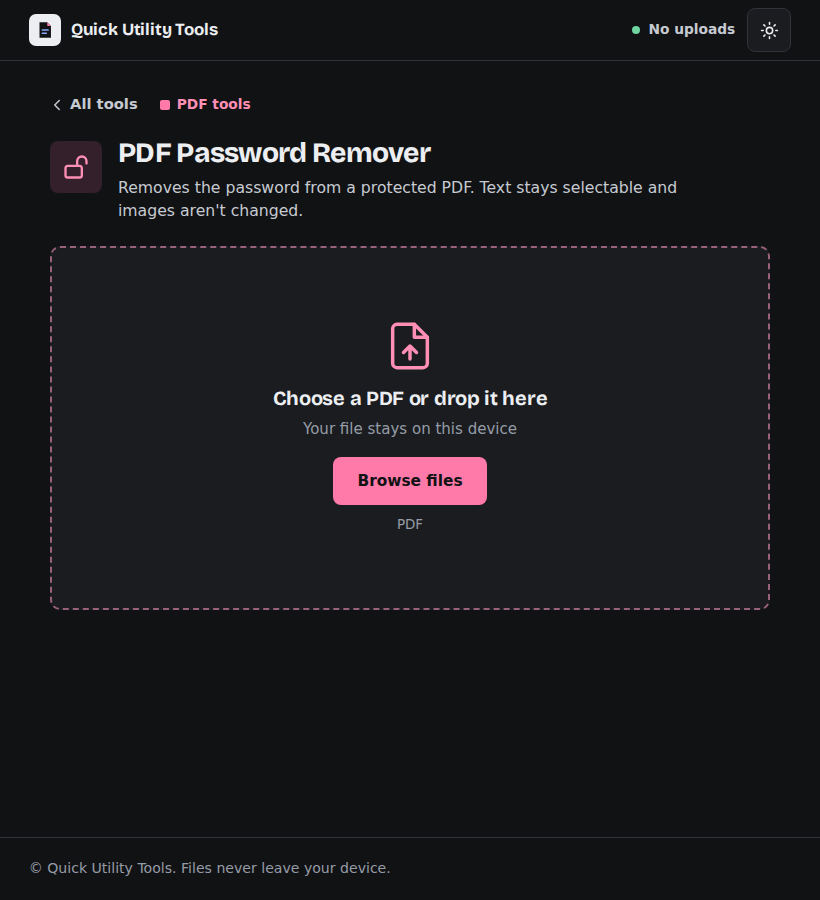 Quick Utility Tools
No uploads
All tools
PDF tools
PDF Password Remover
Removes the password from a protected PDF. Text stays selectable and
images aren't changed.
Choose a PDF or drop it here
Your file stays on this device
Browse files
PDF
© Quick Utility Tools. Files never leave your device.